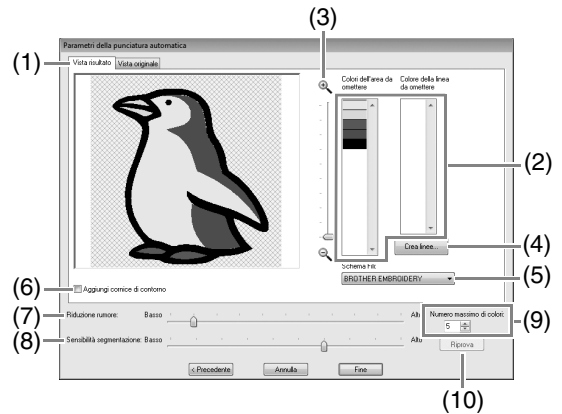 (3)
Parametri della punciatura automatica
(1)
Vista risultato Vista originale
Colori dell'area da omettere
Colore della linea da omettere
(2)
Crea linee...
(4)
Schema Fili:
BROTHER EMBROIDERY
(5)
(6)
Aggiungi cornice di contorno
(7)
Riduzione rumore: Basso Alto
Numero massimo di colori:
5
(9)
(8)
Sensibilità segmentazione: Basso Alto
Riprova
< Precedente Annulla Fine
(10)